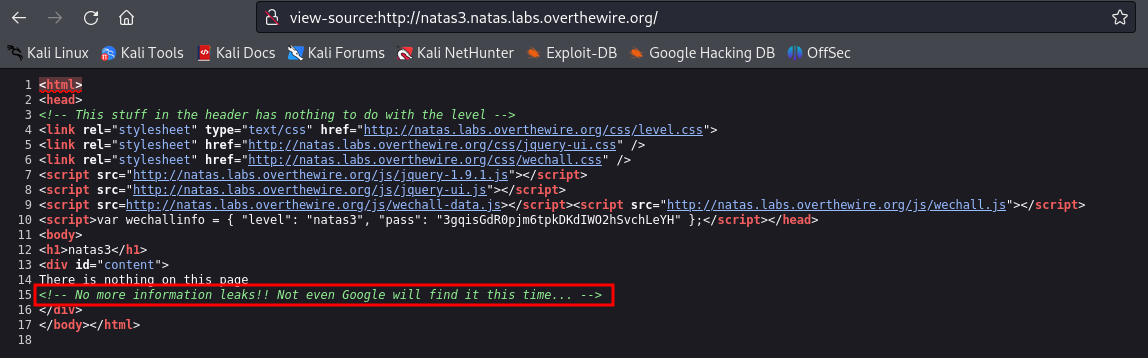 view-source:http://natas3.natas.labs.overthewire.org/
Kali Linux Kali Tools Kali Docs Kali Forums Kali NetHunter Exploit-DB Google Hacking DB OffSec
1 <html>
2 <head>
3 <!-- This stuff in the header has nothing to do with the level -->
4 <link rel="stylesheet" type="text/css" href="http://natas.labs.overthewire.org/css/level.css">
5 <link rel="stylesheet" href="http://natas.labs.overthewire.org/css/jquery-ui.css" />
6 <link rel="stylesheet" href="http://natas.labs.overthewire.org/css/wechall.css" />
7 <script src="http://natas.labs.overthewire.org/js/jquery-1.9.1.js"></script>
8 <script src="http://natas.labs.overthewire.org/js/jquery-ui.js"></script>
9 <script src=http://natas.labs.overthewire.org/js/wechall-data.js></script><script src="http://natas.labs.overthewire.org/js/wechall.js"></script>
10 <script>var wechallinfo = { "level": "natas3", "pass": "3gqisGdR0pjm6tpkDKdIWO2hSvchLeYH" };</script></head>
11 <body>
12 <h1>natas3</h1>
13 <div id="content">
14 There is nothing on this page
15 <!-- No more information leaks!! Not even Google will find it this time... -->
16 </div>
17 </body></html>
18